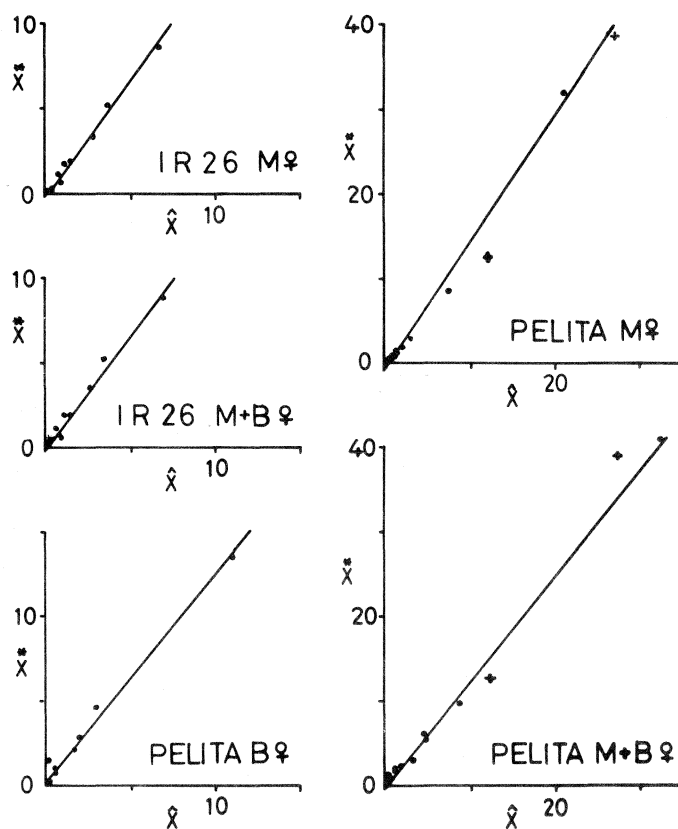 10
X*
0
IR 26 M♀
10
X̂
10
X*
0
IR 26 M+B♀
10
X̂
10
X*
0
PELITA B♀
10
X̂
40
X*
20
0
PELITA M♀
20
X̂
40
X*
20
0
PELITA M+B♀
20
X̂